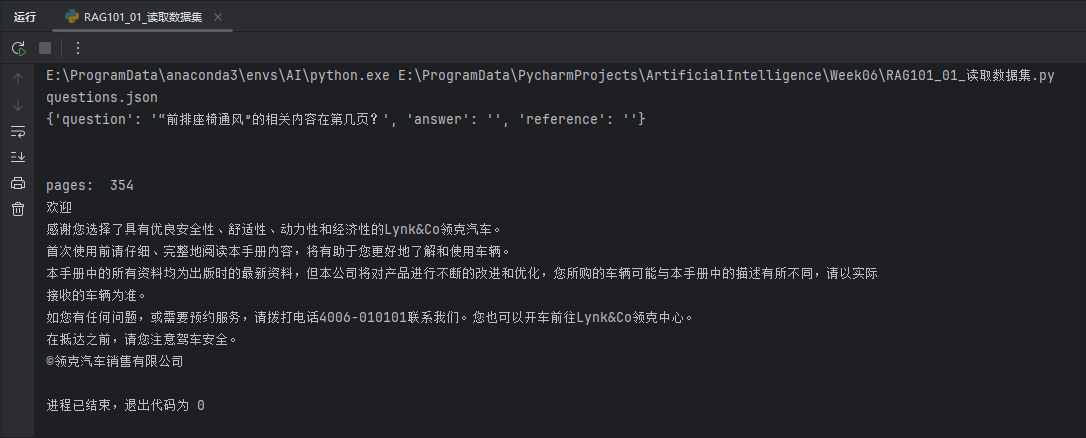 运行
RAG101_01_读取数据集
E:\ProgramData\anaconda3\envs\AI\python.exe E:\ProgramData\PycharmProjects\ArtificialIntelligence\Week06\RAG101_01_读取数据集.py
questions.json
{'question': '“前排座椅通风”的相关内容在第几页？', 'answer': '', 'reference': ''}
pages:  354
欢迎
感谢您选择了具有优良安全性、舒适性、动力性和经济性的Lynk&Co领克汽车。
首次使用前请仔细、完整地阅读本手册内容，将有助于您更好地了解和使用车辆。
本手册中的所有资料均为出版时的最新资料，但本公司将对产品进行不断的改进和优化，您所购的车辆可能与本手册中的描述有所不同，请以实际
接收的车辆为准。
如您有任何问题，或需要预约服务，请拨打电话4006-010101联系我们。您也可以开车前往Lynk&Co领克中心。
在抵达之前，请您注意驾车安全。
©领克汽车销售有限公司
进程已结束，退出代码为 0